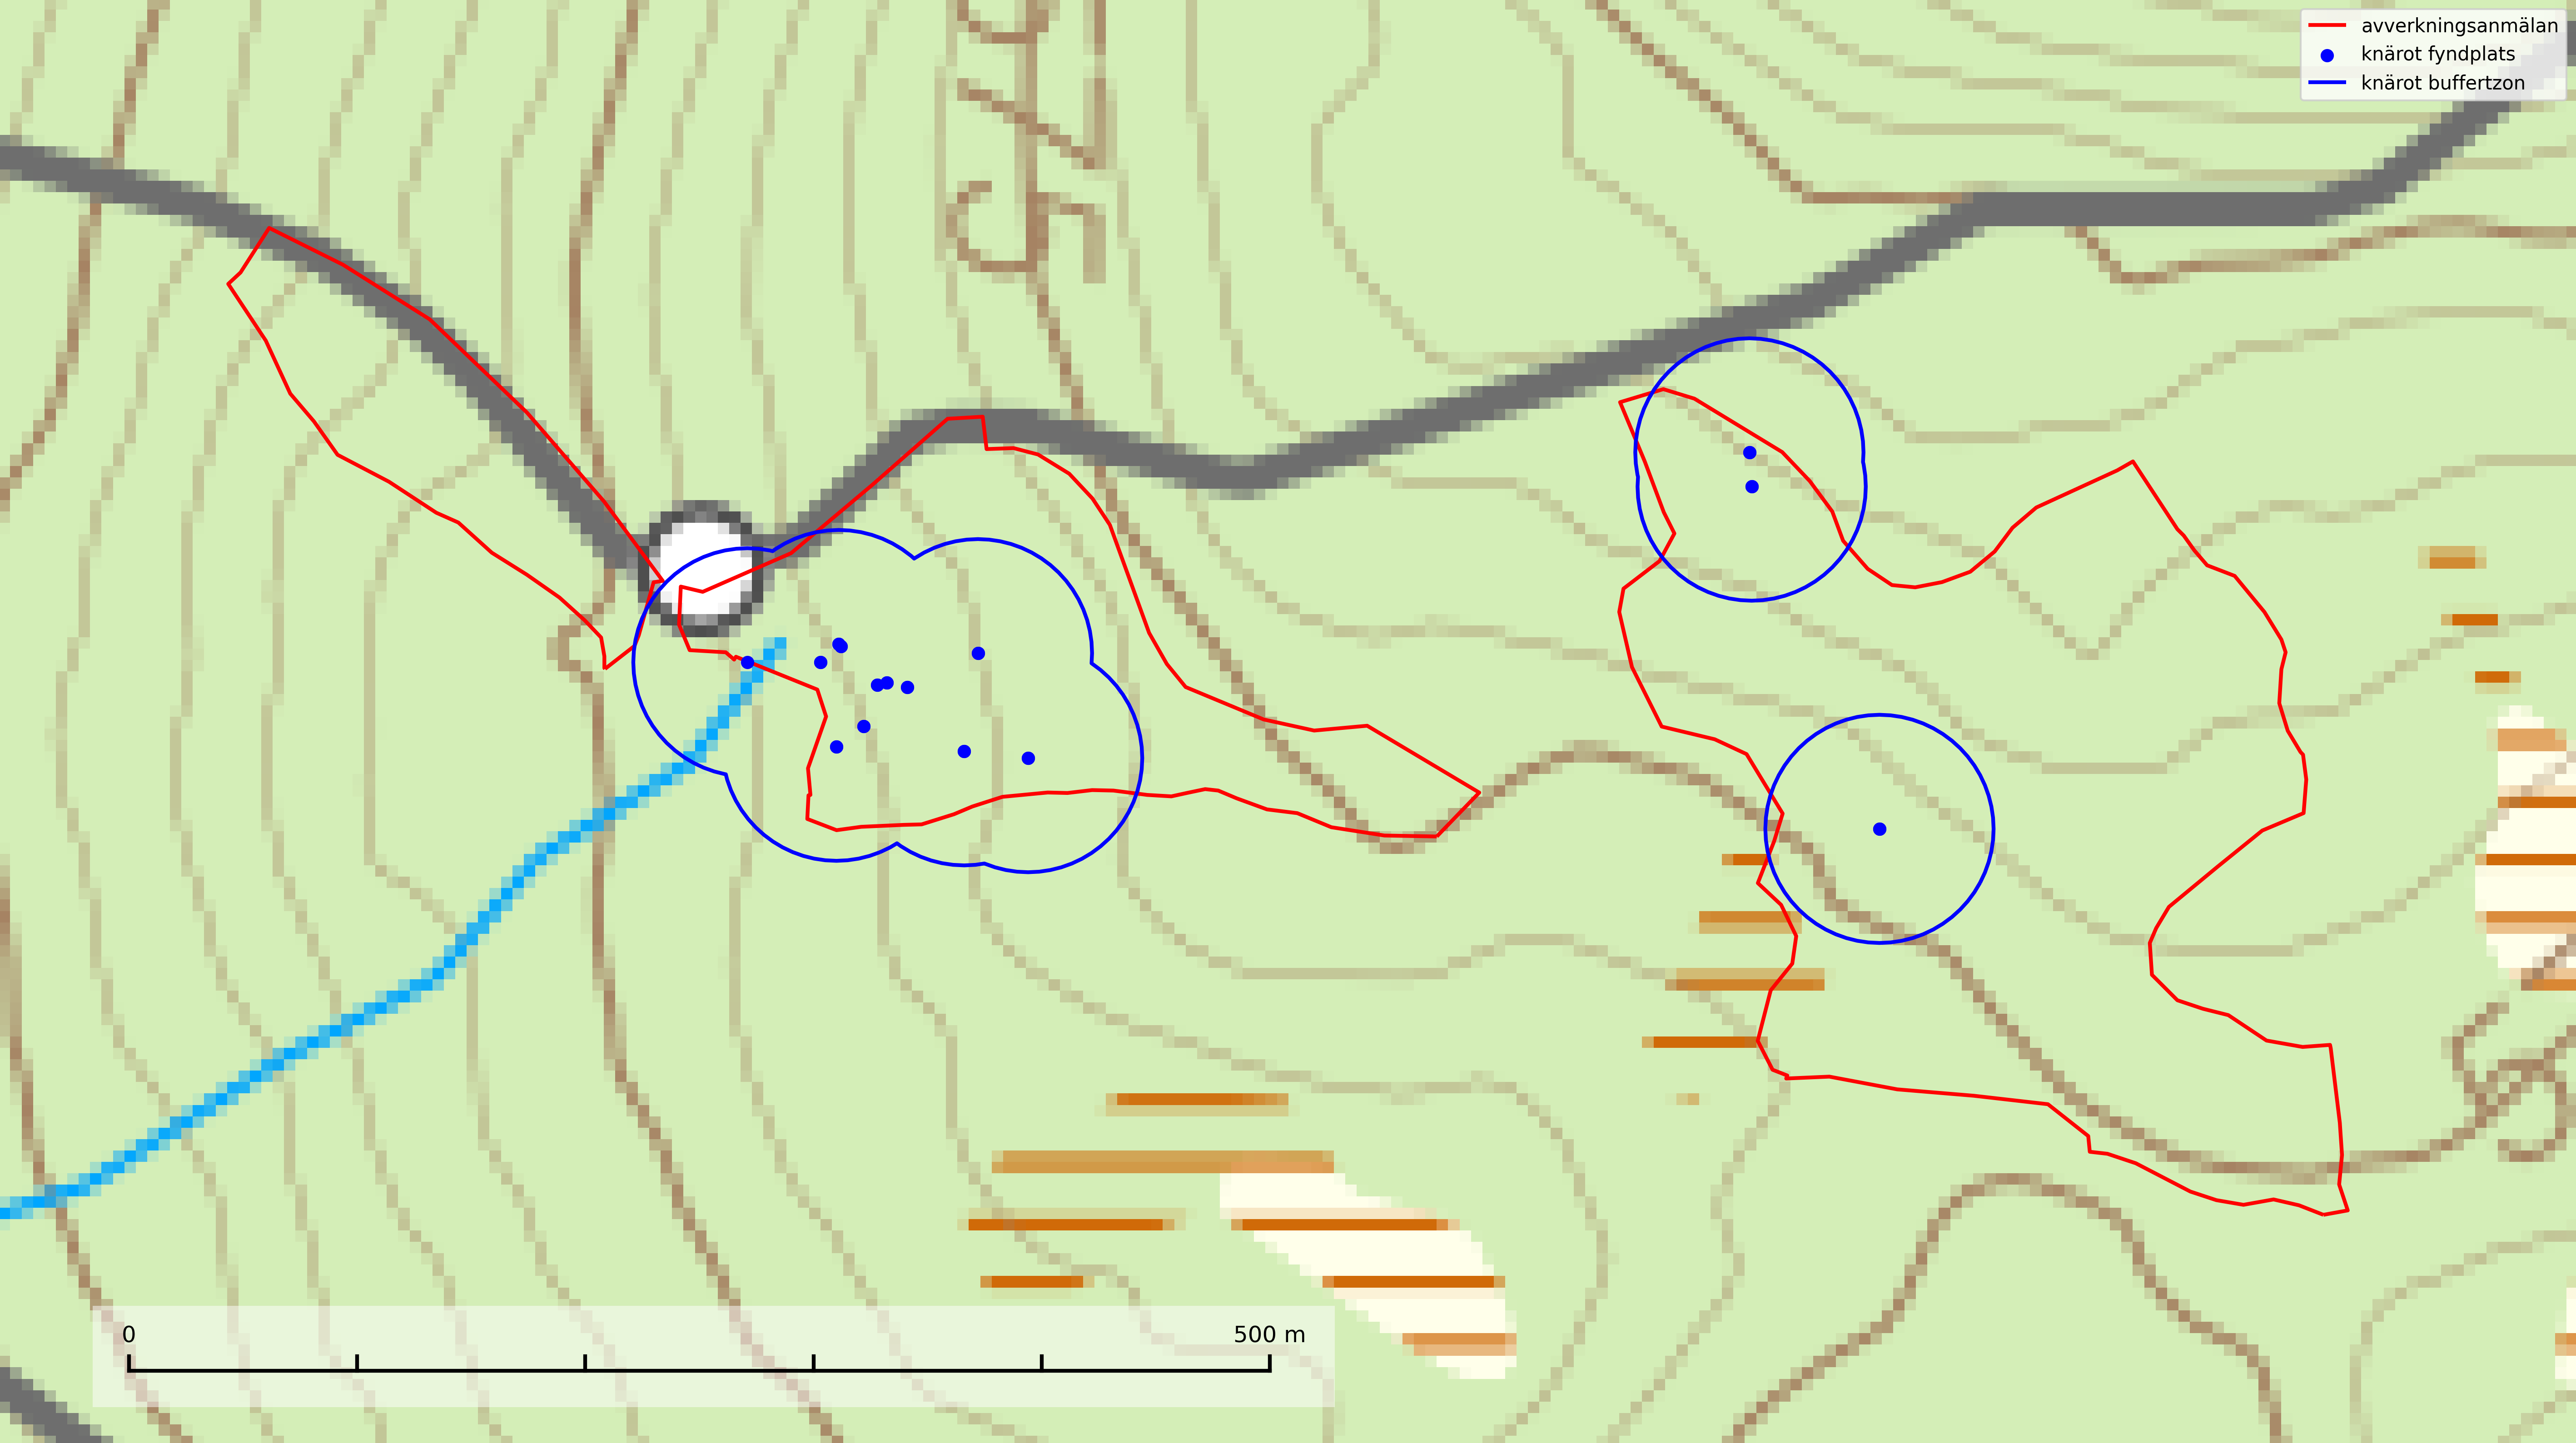 avverkningsanmälan
knärot fyndplats
knärot buffertzon
0 500 m